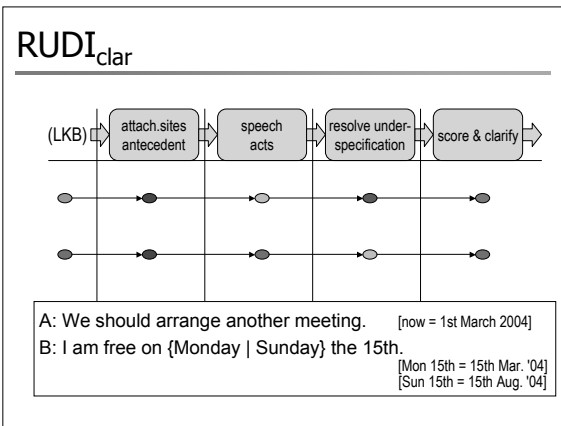 RUDIclar
(LKB)
attach.sites
antecedent
speech
acts
resolve under-
specification
score & clarify
A: We should arrange another meeting. [now = 1st March 2004]
B: I am free on {Monday | Sunday} the 15th.
[Mon 15th = 15th Mar. '04]
[Sun 15th = 15th Aug. '04]